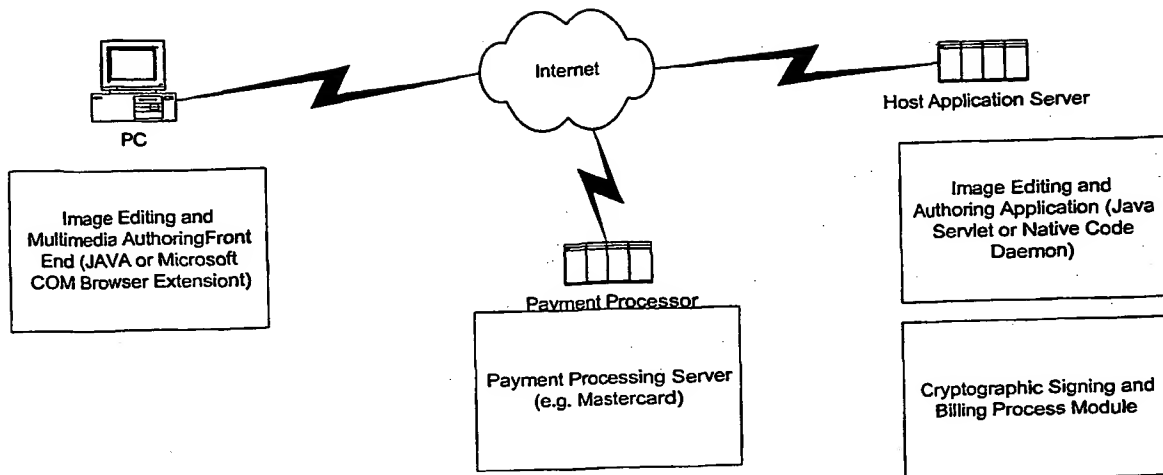 Internet
PC
Host Application Server
Image Editing and
Multimedia AuthoringFront
End (JAVA or Microsoft
COM Browser Extensiont)
Payment Processor
Payment Processing Server
(e.g. Mastercard)
Image Editing and
Authoring Application (Java
Servlet or Native Code
Daemon)
Cryptographic Signing and
Billing Process Module